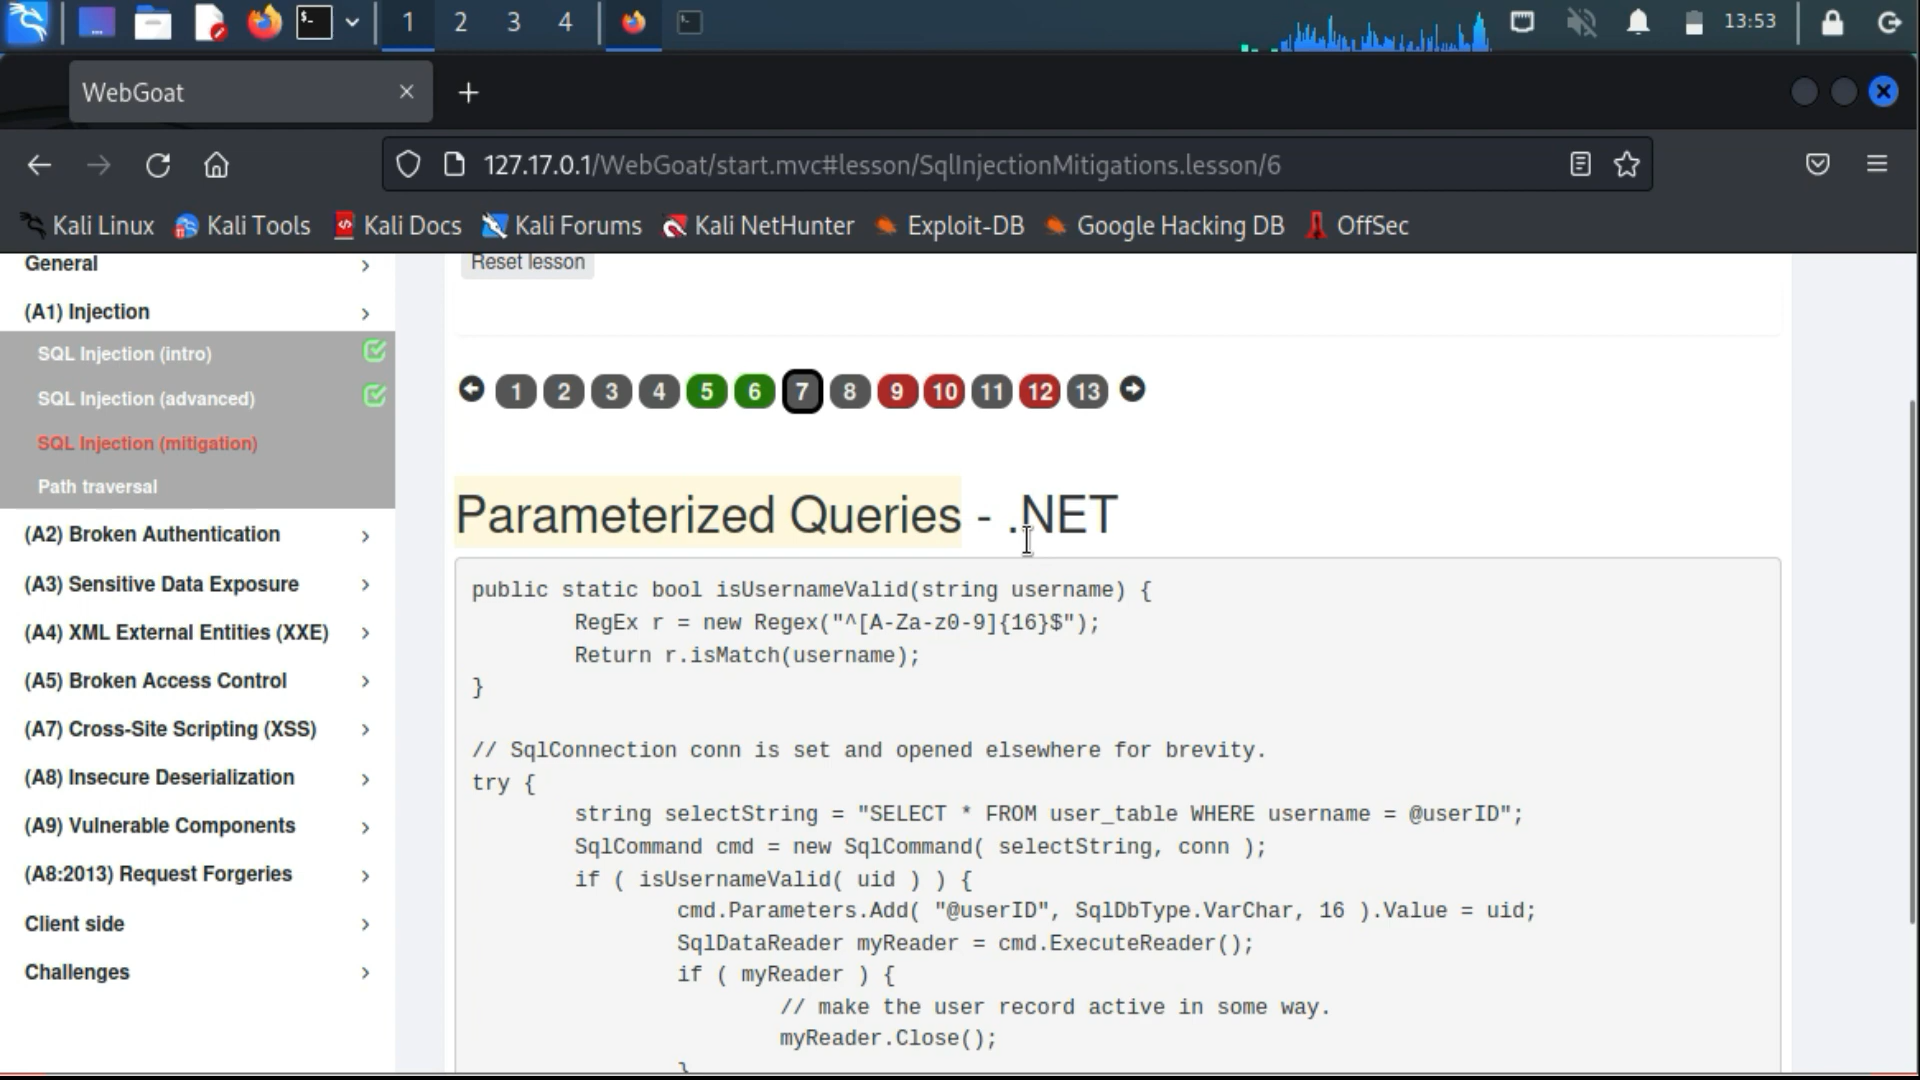 1 2 3 4 13:53
WebGoat
127.17.0.1/WebGoat/start.mvc#lesson/SqlInjectionMitigations.lesson/6
Kali Linux Kali Tools Kali Docs Kali Forums Kali NetHunter Exploit-DB Google Hacking DB OffSec
General
(A1) Injection
SQL Injection (intro)
SQL Injection (advanced)
SQL Injection (mitigation)
Path traversal
(A2) Broken Authentication
(A3) Sensitive Data Exposure
(A4) XML External Entities (XXE)
(A5) Broken Access Control
(A7) Cross-Site Scripting (XSS)
(A8) Insecure Deserialization
(A9) Vulnerable Components
(A8:2013) Request Forgeries
Client side
Challenges
Reset lesson
1 2 3 4 5 6 7 8 9 10 11 12 13
Parameterized Queries - .NET
public static bool isUsernameValid(string username) {
        RegEx r = new Regex("^[A-Za-z0-9]{16}$");
        Return r.isMatch(username);
}
// SqlConnection conn is set and opened elsewhere for brevity.
try {
        string selectString = "SELECT * FROM user_table WHERE username = @userID";
        SqlCommand cmd = new SqlCommand( selectString, conn );
        if ( isUsernameValid( uid ) ) {
                cmd.Parameters.Add( "@userID", SqlDbType.VarChar, 16 ).Value = uid;
                SqlDataReader myReader = cmd.ExecuteReader();
                if ( myReader ) {
                        // make the user record active in some way.
                        myReader.Close();
                }